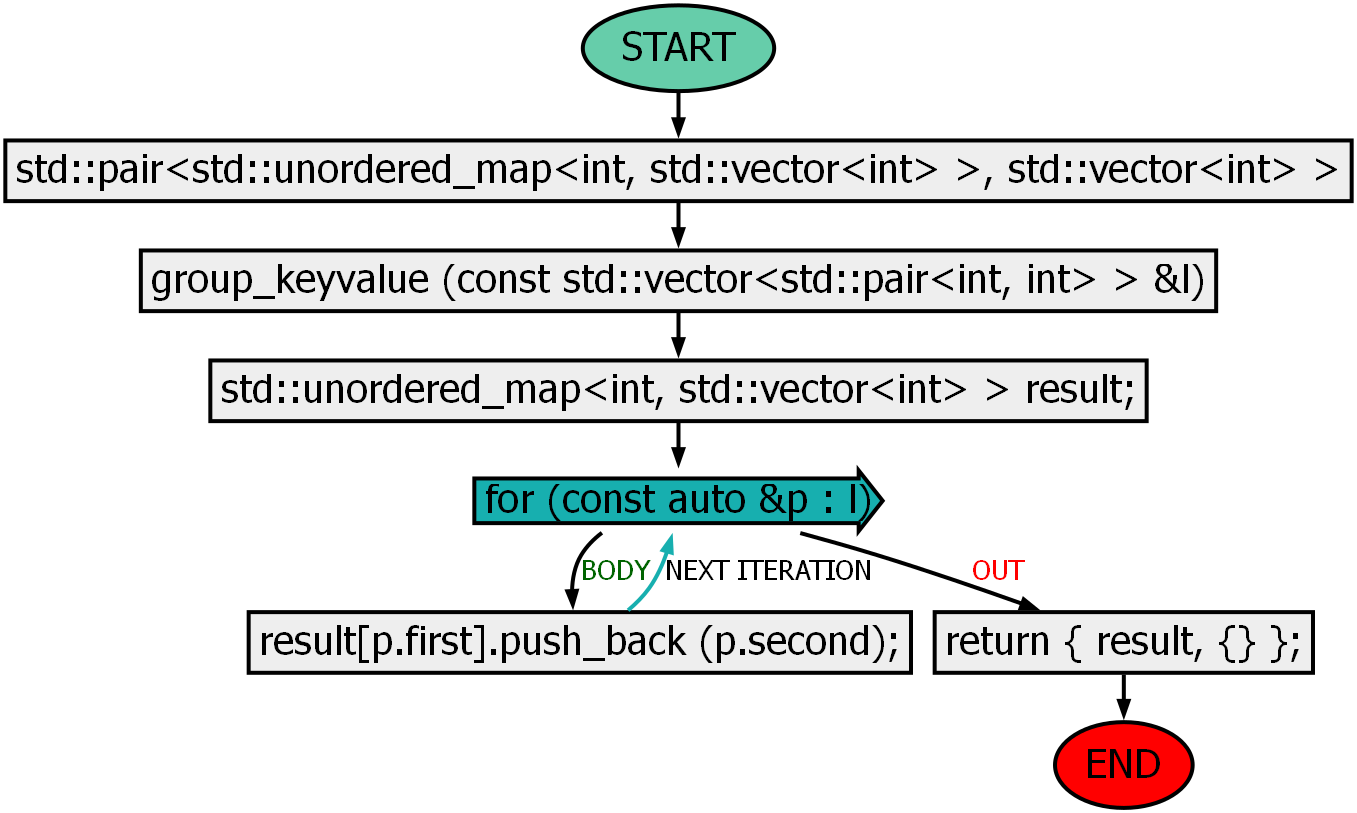 START
std::pair<std::unordered_map<int, std::vector<int> >, std::vector<int> >
group_keyvalue (const std::vector<std::pair<int, int> > &l)
std::unordered_map<int, std::vector<int> > result;
for (const auto &p : l)
BODY NEXT ITERATION OUT
result[p.first].push_back (p.second);
return { result, {} };
END